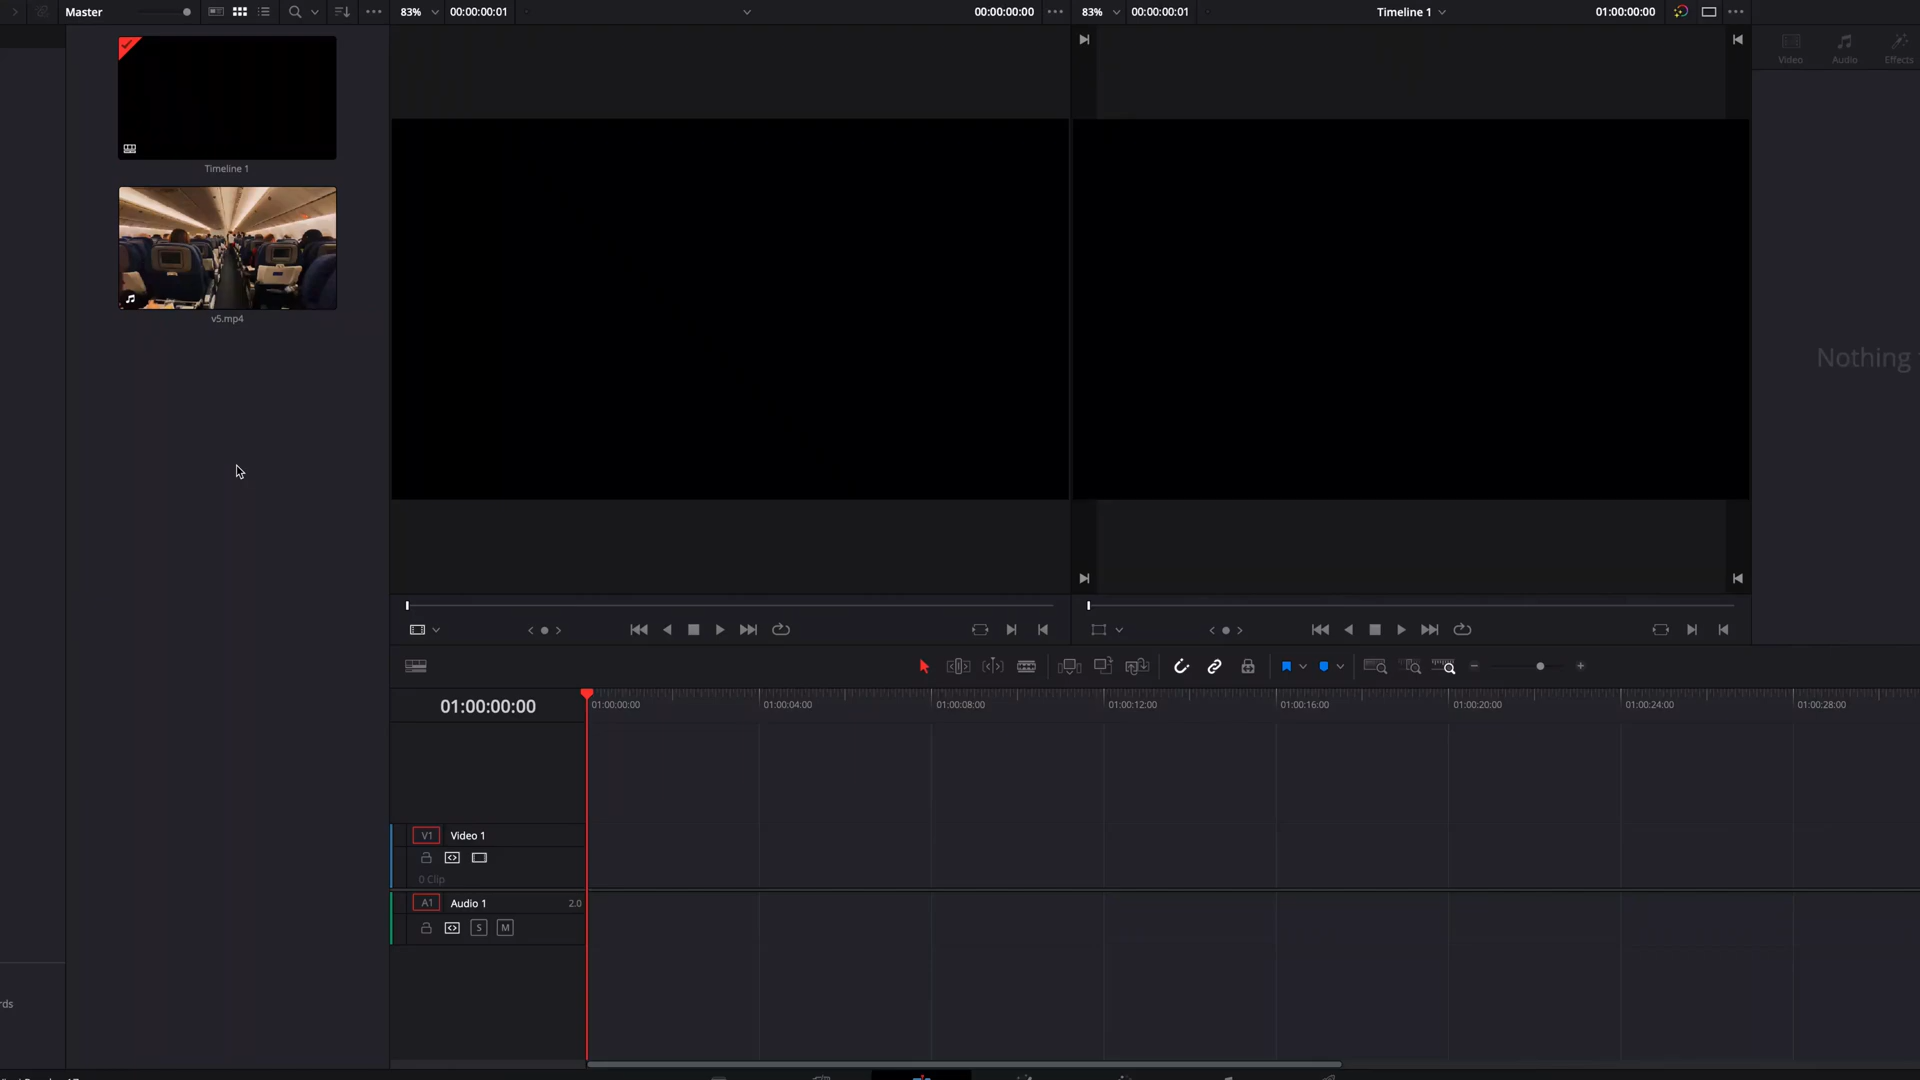 Master
83%
00:00:00:01
00:00:00:00
83%
00:00:00:01
Timeline 1
01:00:00:00
Video
Audio
Effects
Timeline 1
v5.mp4
Nothing
01:00:00:00
01:00:00:00
01:00:04:00
01:00:08:00
01:00:12:00
01:00:16:00
01:00:20:00
01:00:24:00
01:00:28:00
V1 Video 1
0 Clip
A1 Audio 1 2.0
S M
rds